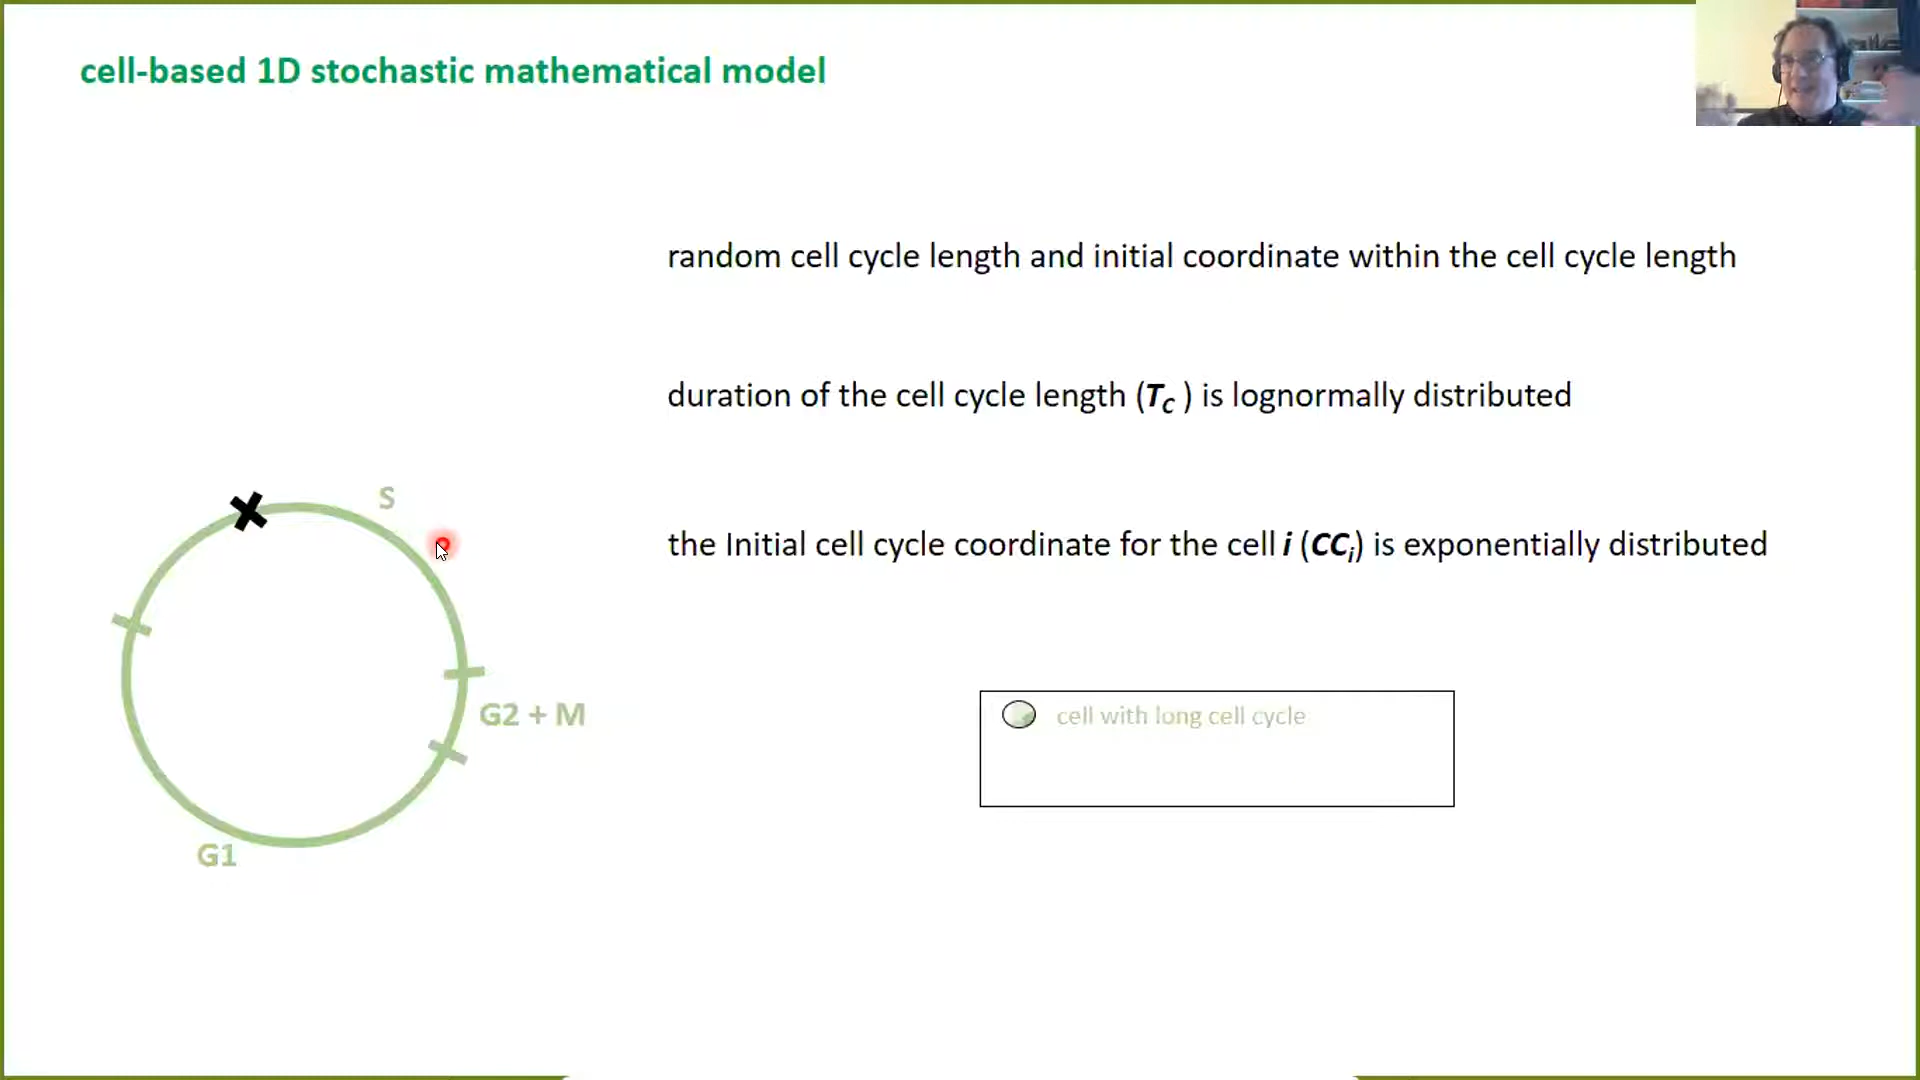 cell-based 1D stochastic mathematical model
random cell cycle length and initial coordinate within the cell cycle length
duration of the cell cycle length (Tc ) is lognormally distributed
the Initial cell cycle coordinate for the cell i (CCi) is exponentially distributed
S
G2 + M
G1
cell with long cell cycle